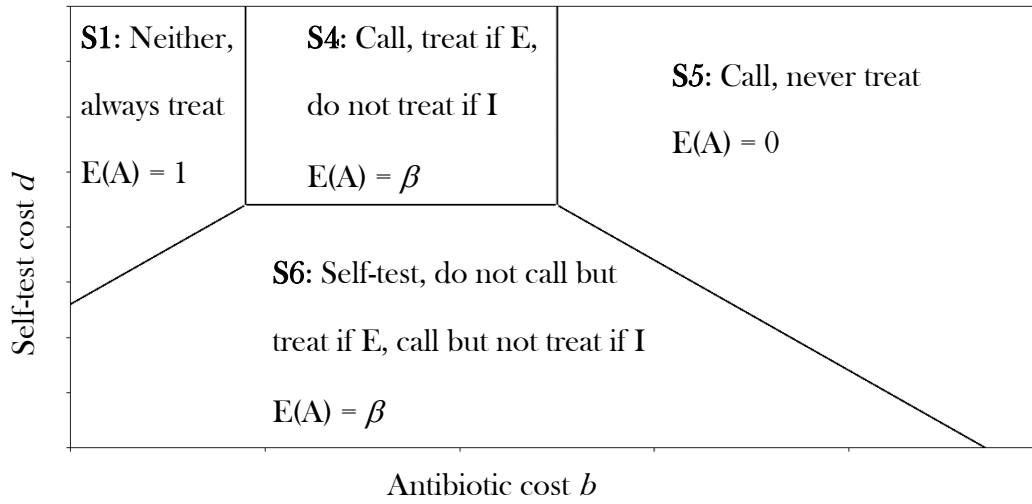 S1: Neither,
always treat
E(A) = 1
S4: Call, treat if E,
do not treat if I
E(A) = β
S5: Call, never treat
E(A) = 0
S6: Self-test, do not call but
treat if E, call but not treat if I
E(A) = β
Self-test cost d
Antibiotic cost b